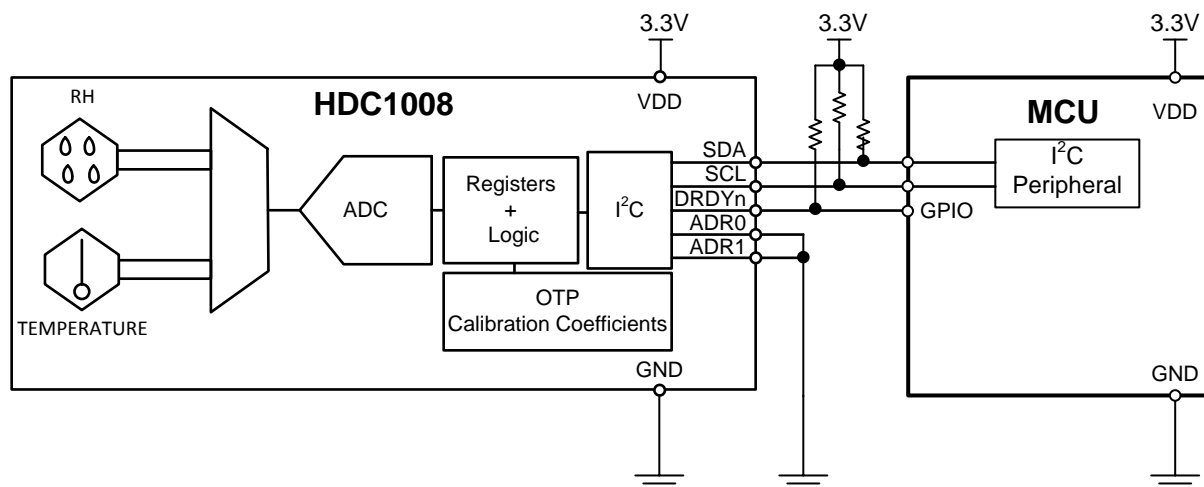 3.3V
3.3V
3.3V
HDC1008
RH
VDD
MCU
VDD
SDA
SCL
DRDYn
ADR0
ADR1
I²C
Peripheral
GPIO
ADC
Registers
+
Logic
I²C
OTP
Calibration Coefficients
TEMPERATURE
GND
GND